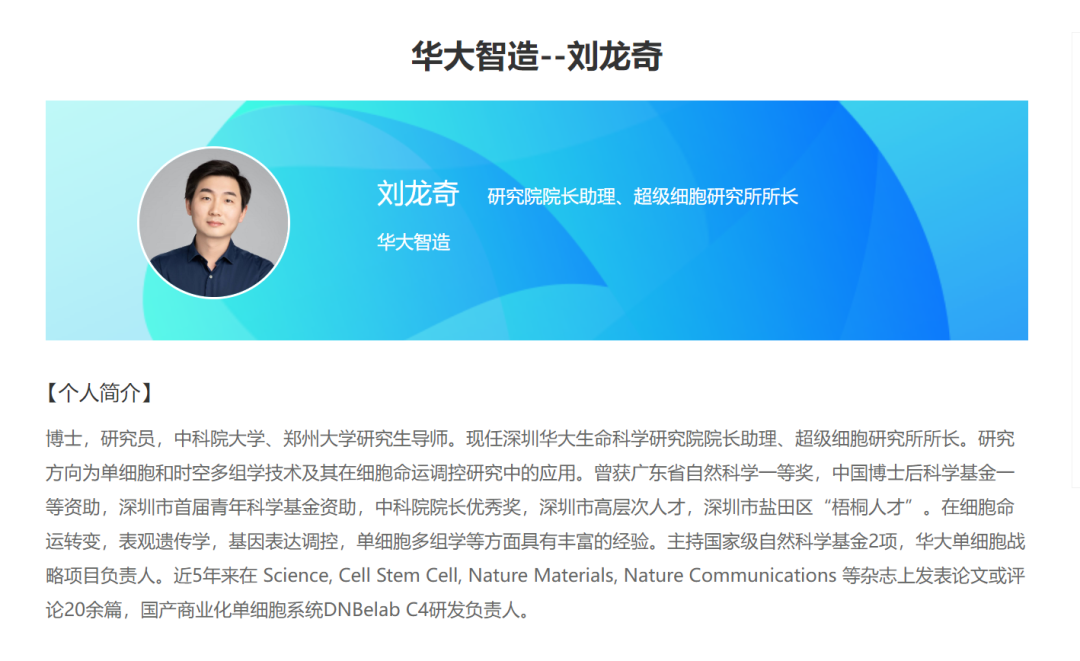 华大智造--刘龙奇
刘龙奇 研究院院长助理、超级细胞研究所所长
华大智造
【个人简介】
博士，研究员，中科院大学、郑州大学研究生导师。现任深圳华大生命科学研究院院长助理、超级细胞研究所所长。研究
方向为单细胞和时空多组学技术及其在细胞命运调控研究中的应用。曾获广东省自然科学一等奖，中国博士后科学基金一
等资助，深圳市首届青年科学基金资助，中科院院长优秀奖，深圳市高层次人才，深圳市盐田区“梧桐人才”。在细胞命
运转变，表观遗传学，基因表达调控，单细胞多组学等方面具有丰富的经验。主持国家级自然科学基金2项，华大单细胞战
略项目负责人。近5年来在 Science, Cell Stem Cell, Nature Materials, Nature Communications 等杂志上发表论文或评
论20余篇，国产商业化单细胞系统DNBelab C4研发负责人。